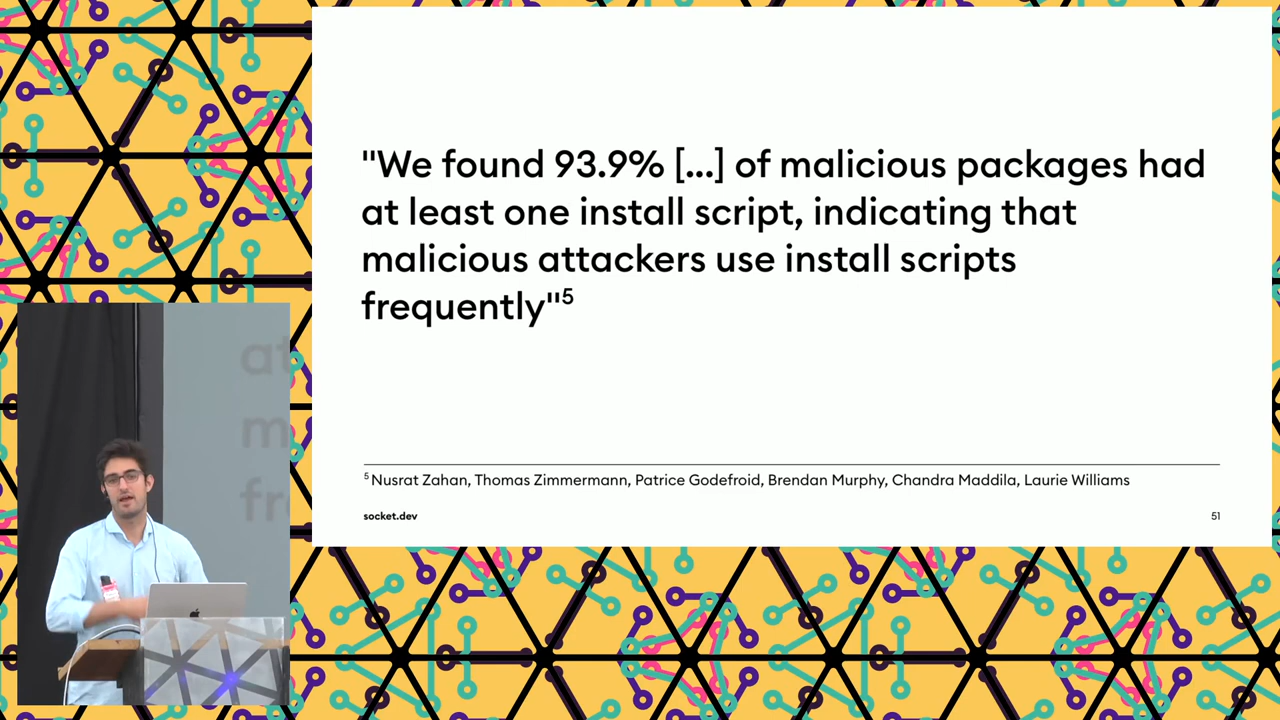 "We found 93.9% [...] of malicious packages had
at least one install script, indicating that
malicious attackers use install scripts
frequently"⁵
⁵ Nusrat Zahan, Thomas Zimmermann, Patrice Godefroid, Brendan Murphy, Chandra Maddila, Laurie Williams
socket.dev
51
at
m
fr